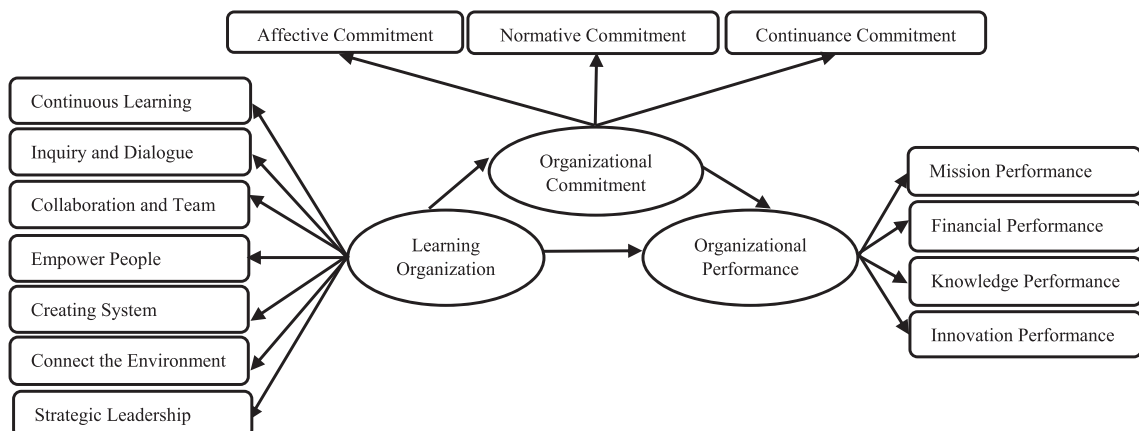 Affective Commitment
Normative Commitment
Continuance Commitment
Continuous Learning
Inquiry and Dialogue
Collaboration and Team
Empower People
Creating System
Connect the Environment
Strategic Leadership
Organizational
Commitment
Learning
Organization
Organizational
Performance
Mission Performance
Financial Performance
Knowledge Performance
Innovation Performance